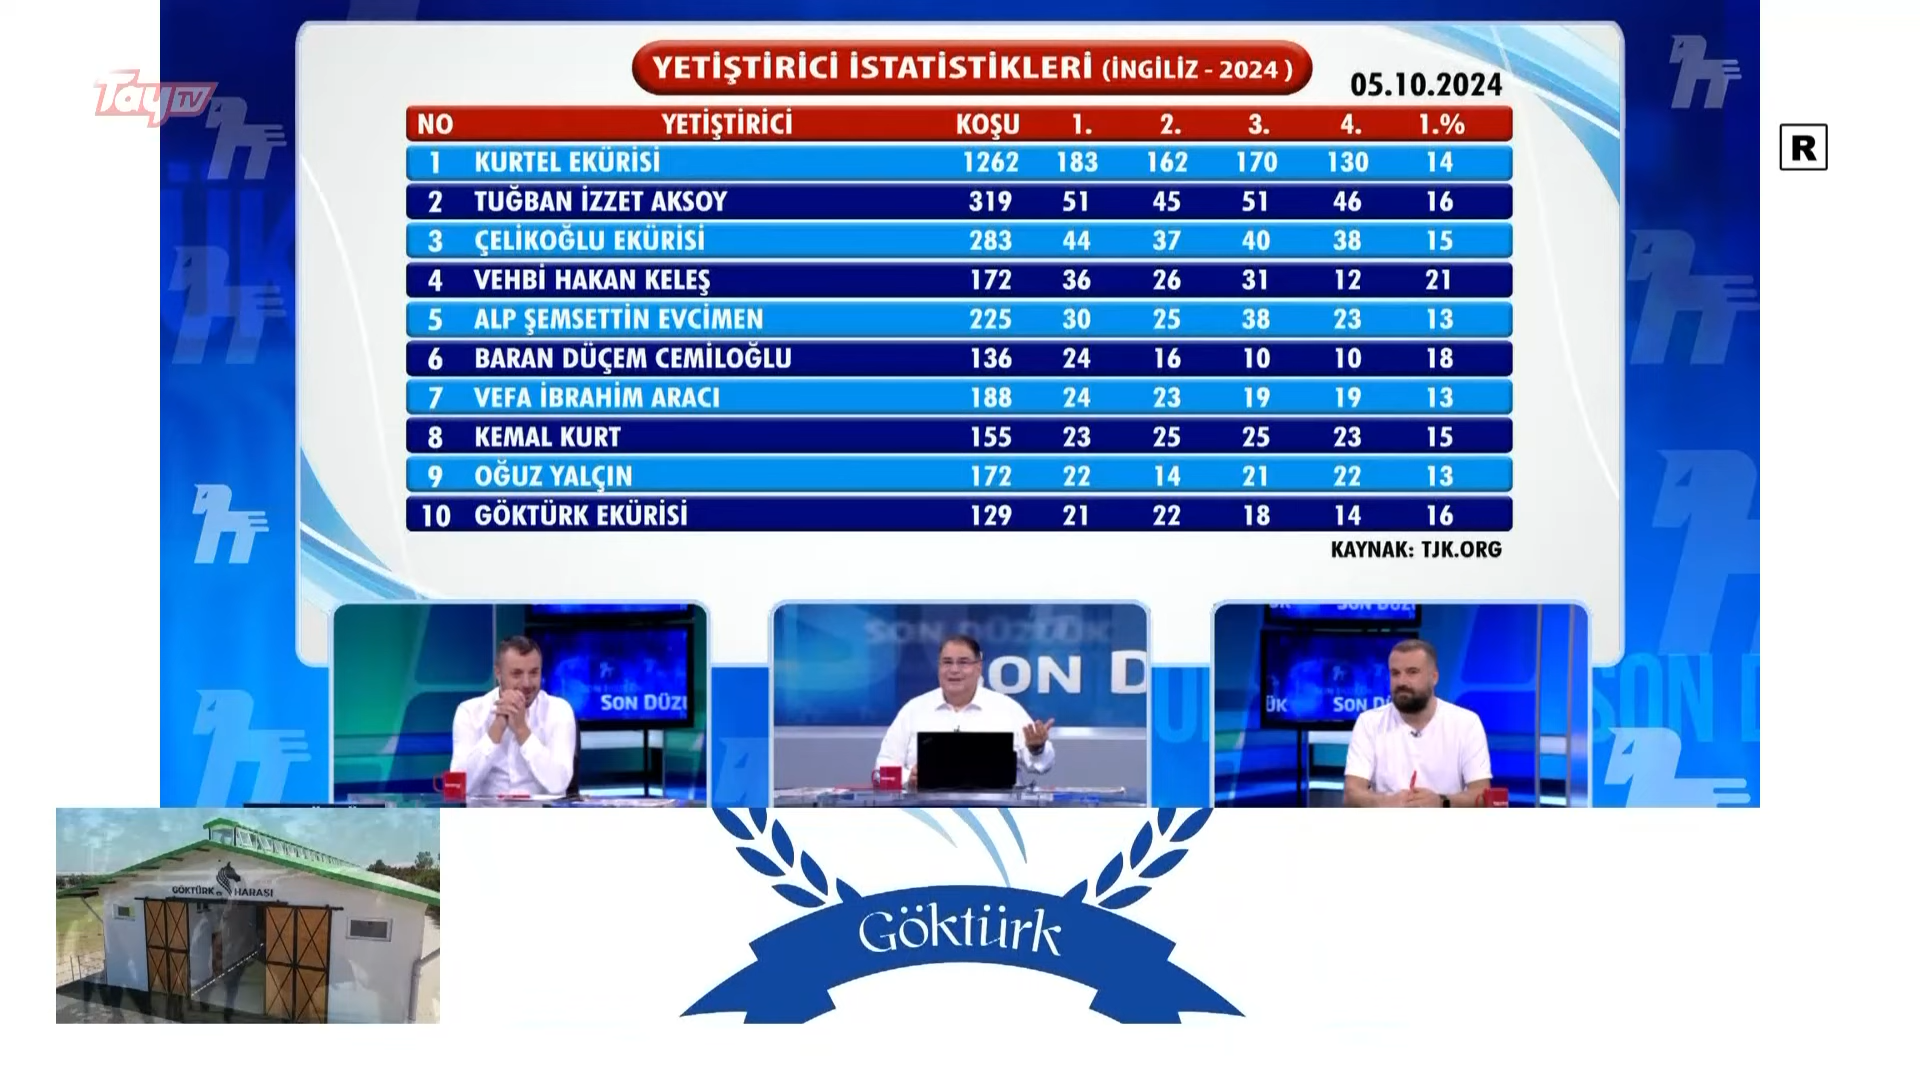 YETİŞTİRİCİ İSTATİSTİKLERİ (İNGİLİZ - 2024 )
05.10.2024
Tay TV
R
NO YETİŞTİRİCİ KOŞU 1. 2. 3. 4. 1.%
1 KURTEL EKÜRİSİ 1262 183 162 170 130 14
2 TUĞBAN İZZET AKSOY 319 51 45 51 46 16
3 ÇELİKOĞLU EKÜRİSİ 283 44 37 40 38 15
4 VEHBİ HAKAN KELEŞ 172 36 26 31 12 21
5 ALP ŞEMSETTİN EVCİMEN 225 30 25 38 23 13
6 BARAN DÜÇEM CEMİLOĞLU 136 24 16 10 10 18
7 VEFA İBRAHİM ARACI 188 24 23 19 19 13
8 KEMAL KURT 155 23 25 25 23 15
9 OĞUZ YALÇIN 172 22 14 21 22 13
10 GÖKTÜRK EKÜRİSİ 129 21 22 18 14 16
KAYNAK: TJK.ORG
SON DÜZLÜK
SON D
SON DÜZL
ÜK
SON D
GÖKTÜRK HARASI
Göktürk